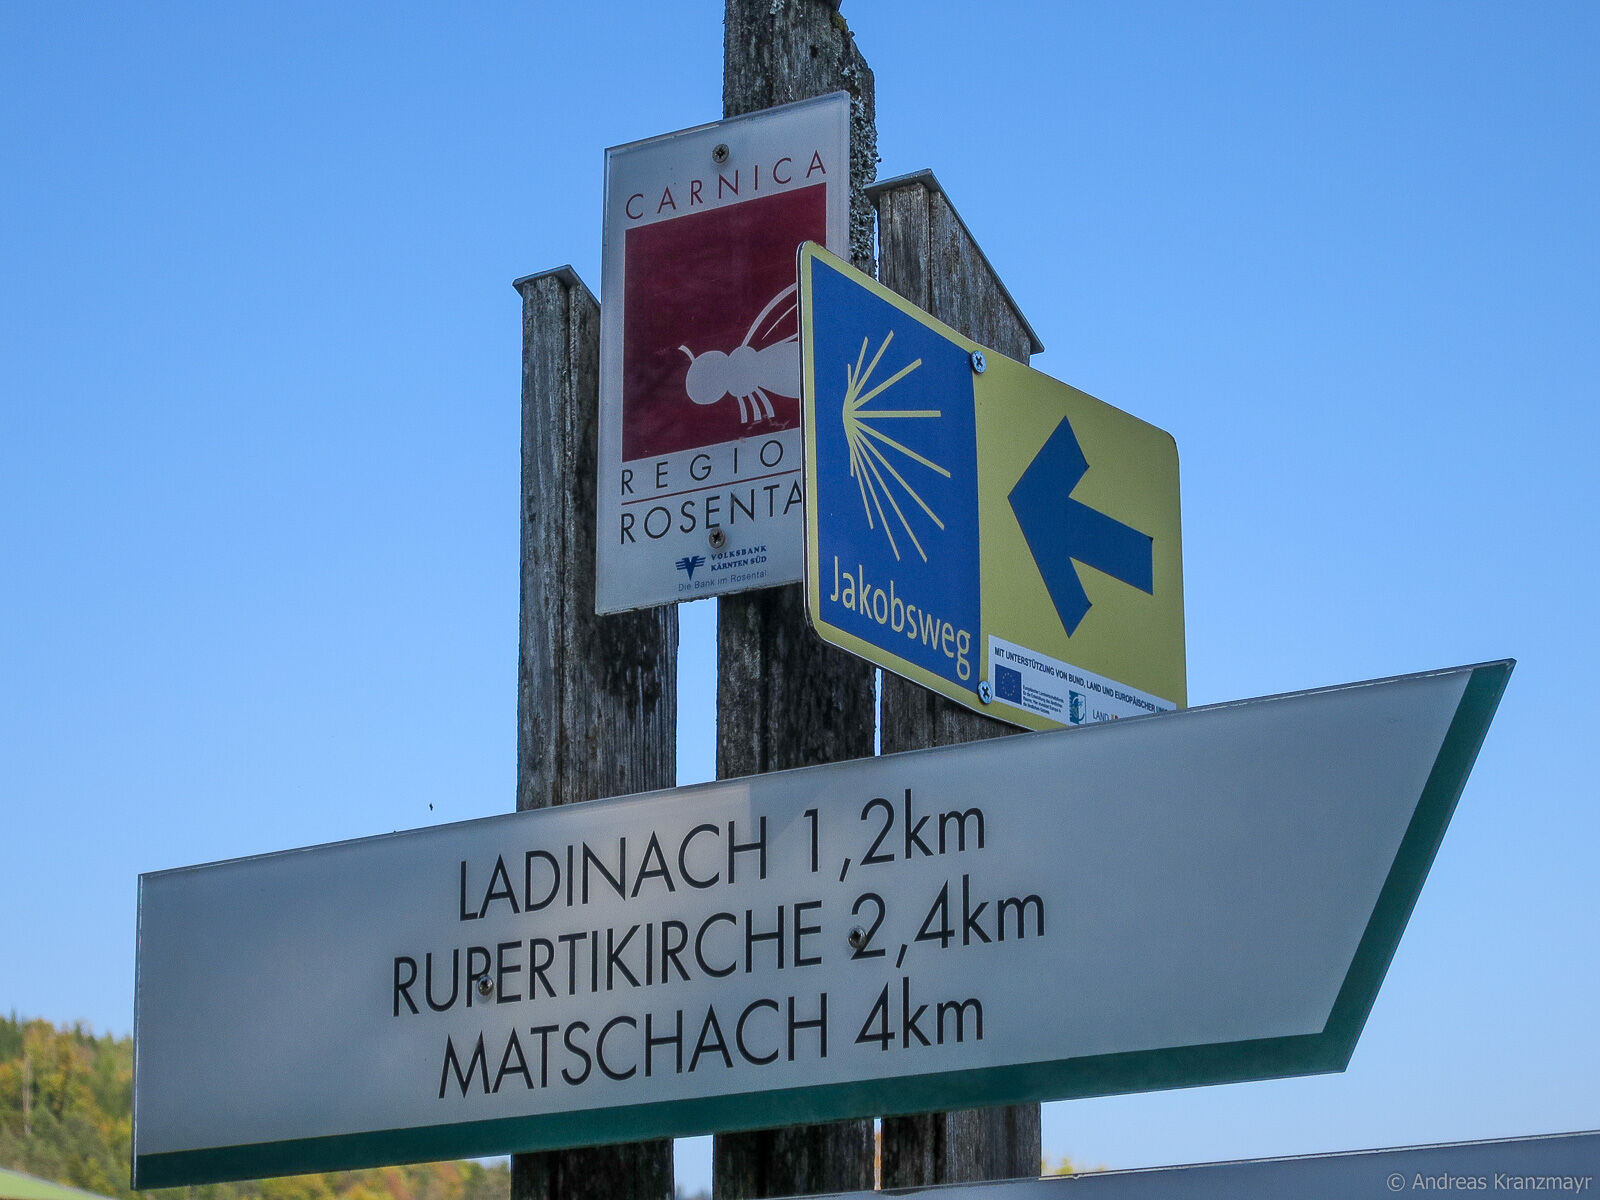 CARNICA
REGIO
ROSENTA
VOLKSBANK
KÄRNTEN SÜD
Die Bank im Rosental
Jakobsweg
MIT UNTERSTÜTZUNG VON BUND, LAND UND EUROPÄISCHER
LAND
LADINACH 1,2km
RUPERTIKIRCHE 2,4km
MATSCHACH 4km
© Andreas Kranzmayr